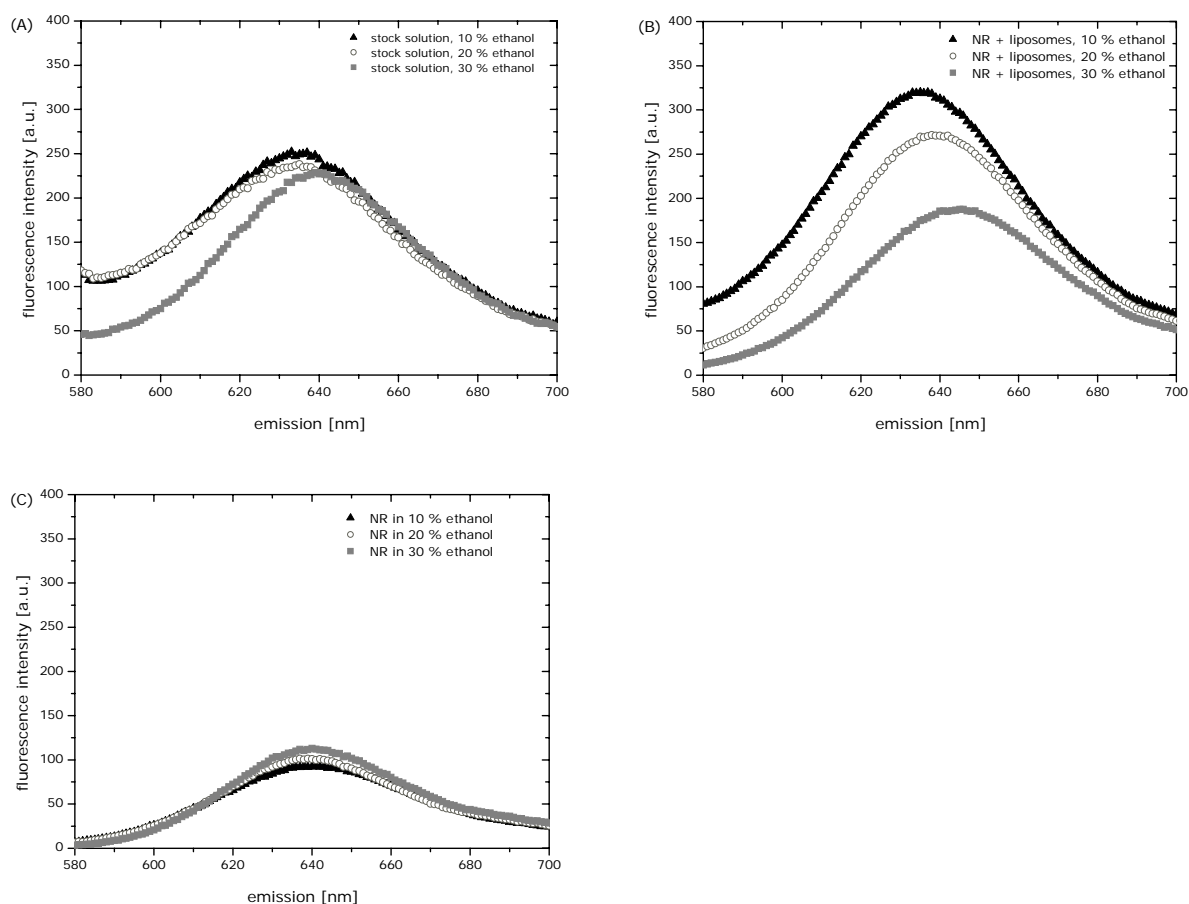 (A)
stock solution, 10 % ethanol
stock solution, 20 % ethanol
stock solution, 30 % ethanol
400
350
300
250
200
150
100
50
0
fluorescence intensity [a.u.]
580 600 620 640 660 680 700
emission [nm]
(B)
NR + liposomes, 10 % ethanol
NR + liposomes, 20 % ethanol
NR + liposomes, 30 % ethanol
400
350
300
250
200
150
100
50
0
fluorescence intensity [a.u.]
580 600 620 640 660 680 700
emission [nm]
(C)
NR in 10 % ethanol
NR in 20 % ethanol
NR in 30 % ethanol
400
350
300
250
200
150
100
50
0
fluorescence intensity [a.u.]
580 600 620 640 660 680 700
emission [nm]